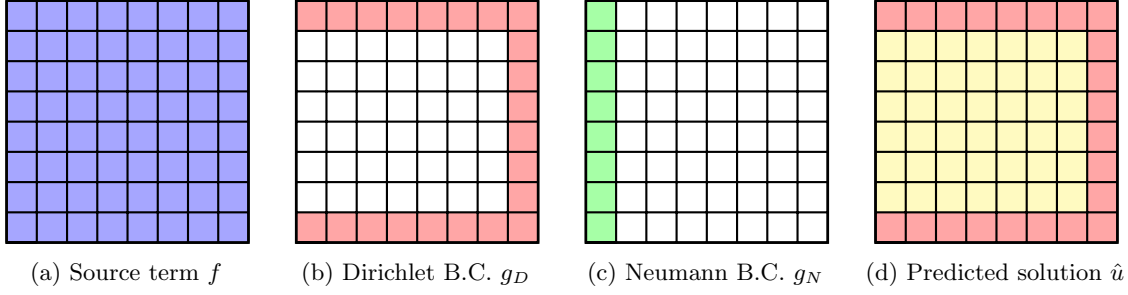 (a) Source term f
(b) Dirichlet B.C. g_D
(c) Neumann B.C. g_N
(d) Predicted solution û